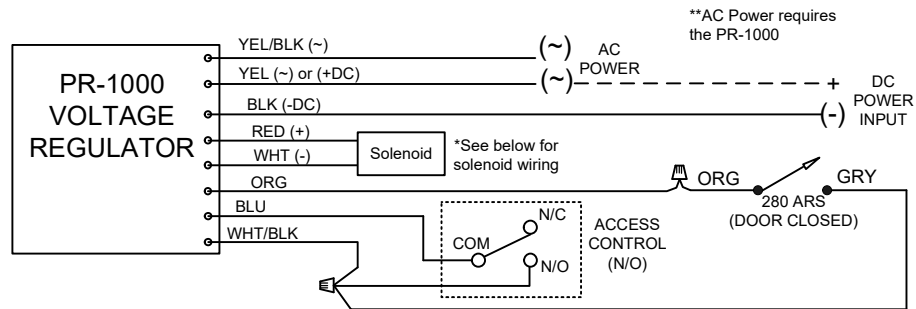 **AC Power requires
the PR-1000
PR-1000
VOLTAGE
REGULATOR
YEL/BLK (~)
YEL (~) or (+DC)
BLK (-DC)
RED (+)
WHT (-)
ORG
BLU
WHT/BLK
(~)
(~)
AC
POWER
+
(-)
DC
POWER
INPUT
Solenoid
*See below for
solenoid wiring
ORG
GRY
280 ARS
(DOOR CLOSED)
COM
N/C
N/O
ACCESS
CONTROL
(N/O)